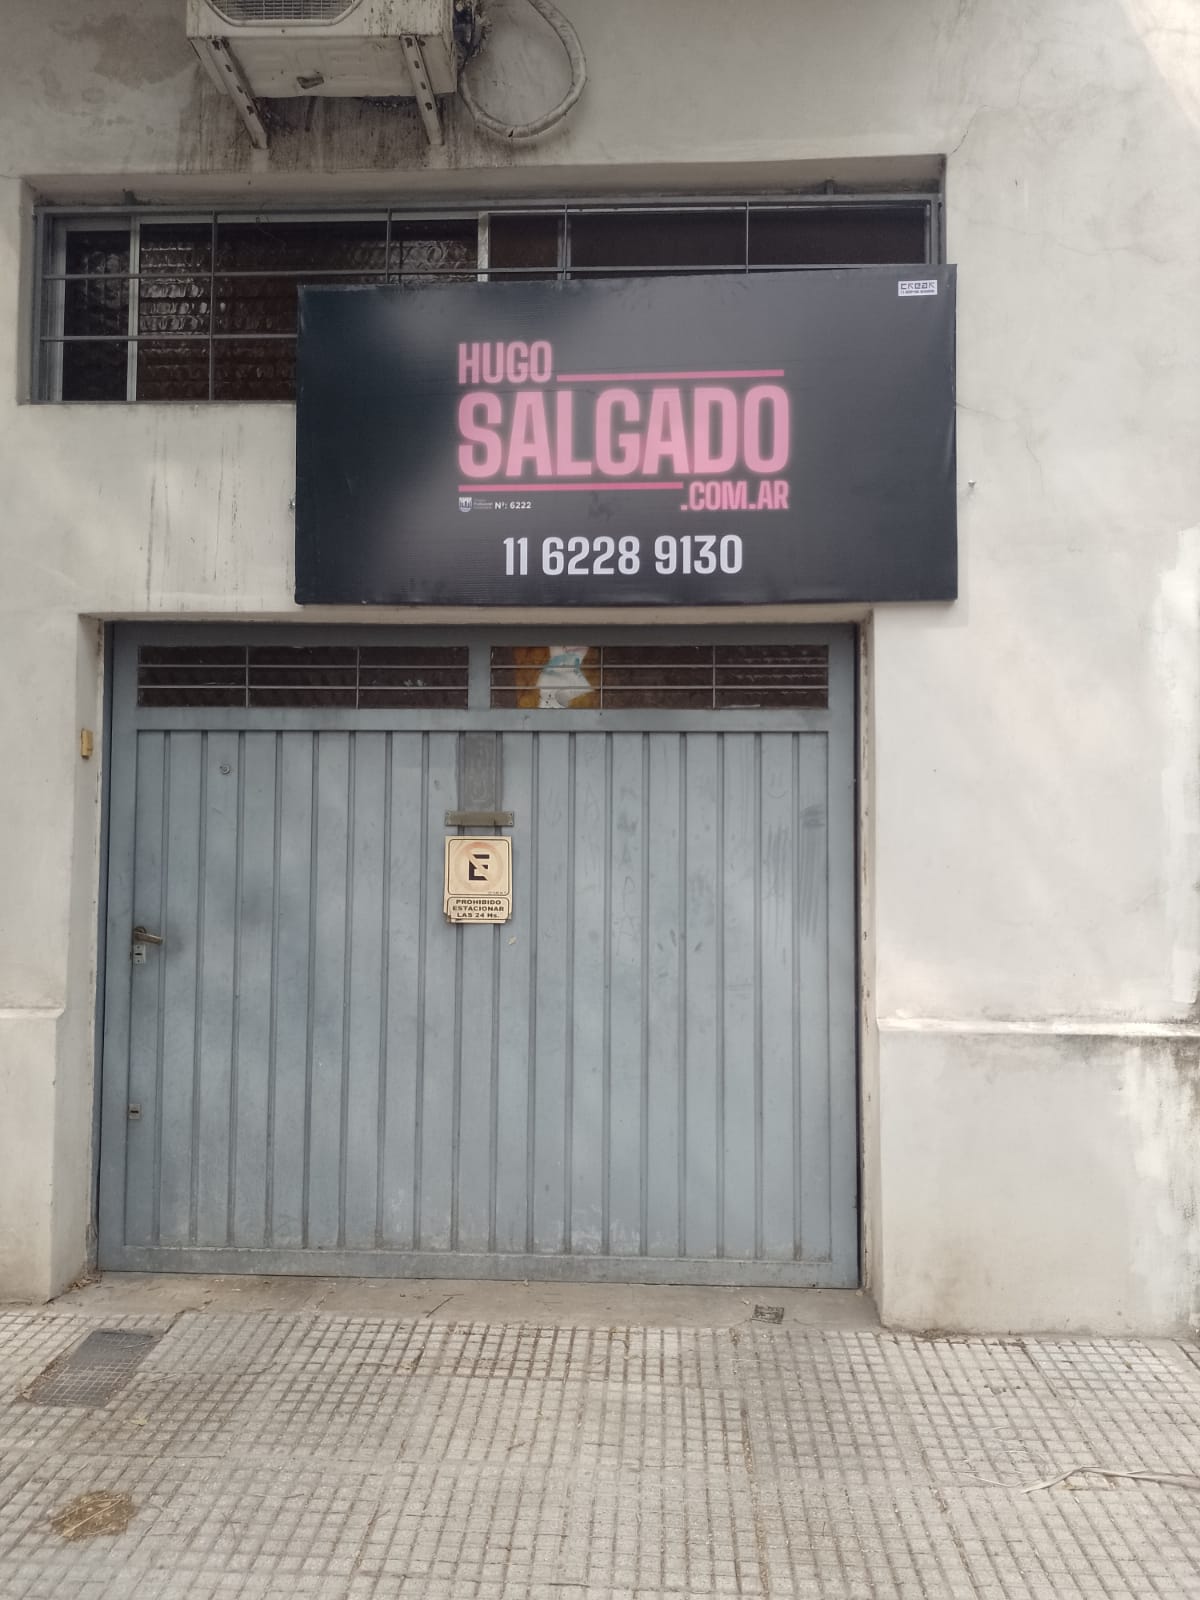 CREAR
HUGO
SALGADO
.COM.AR
Nº: 6222
11 6228 9130
E
PROHIBIDO
ESTACIONAR
LAS 24 Hs.